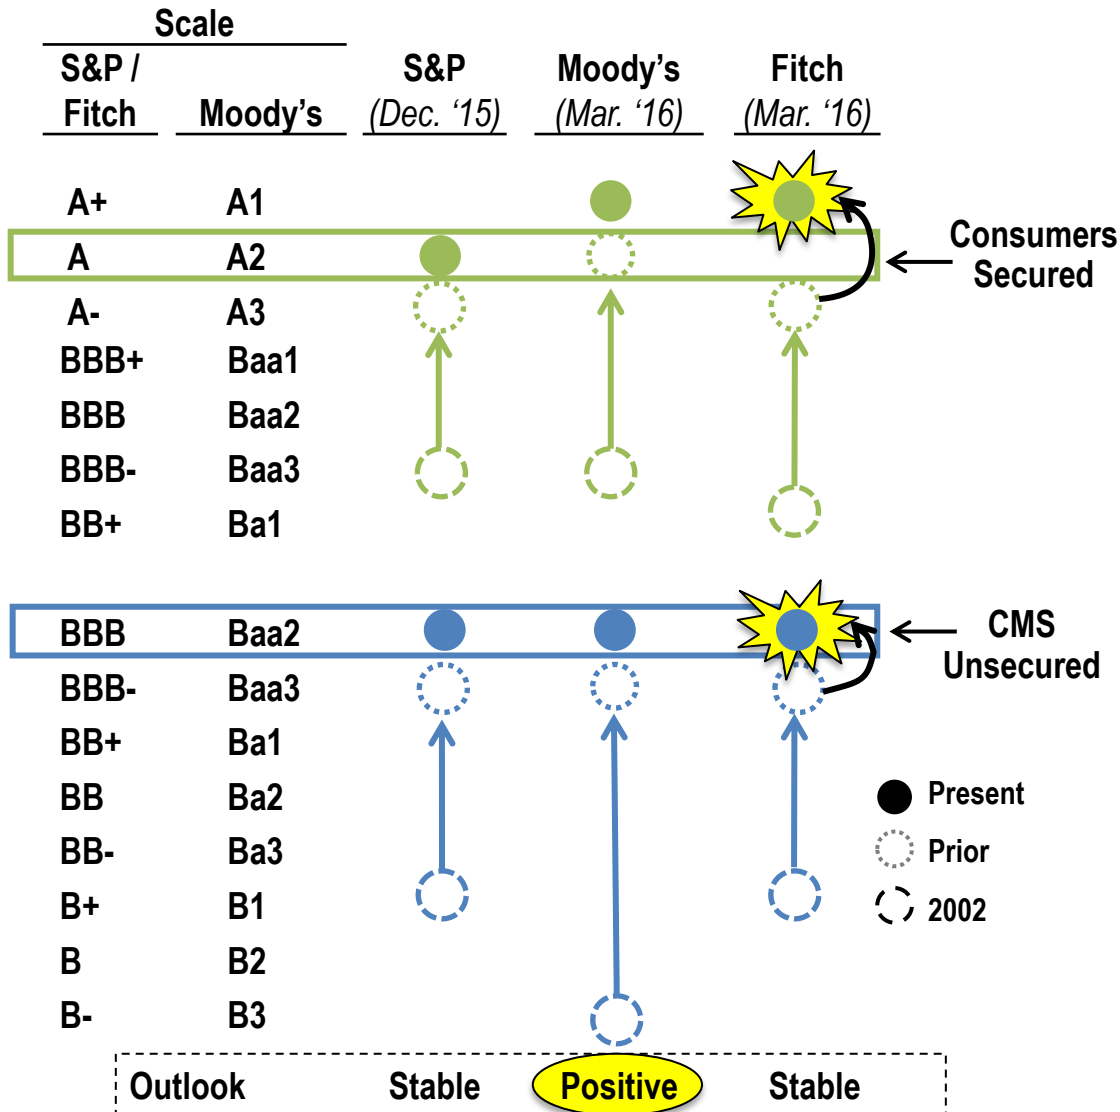 Scale
S&P / Fitch Moody’s S&P (Dec. ‘15) Moody’s (Mar. ‘16) Fitch (Mar. ‘16)
A+ A1
A A2
Consumers
Secured
A- A3
BBB+ Baa1
BBB Baa2
BBB- Baa3
BB+ Ba1
BBB Baa2
CMS
Unsecured
BBB- Baa3
BB+ Ba1
BB Ba2
Present
BB- Ba3
Prior
B+ B1
2002
B B2
B- B3
Outlook Stable Positive Stable